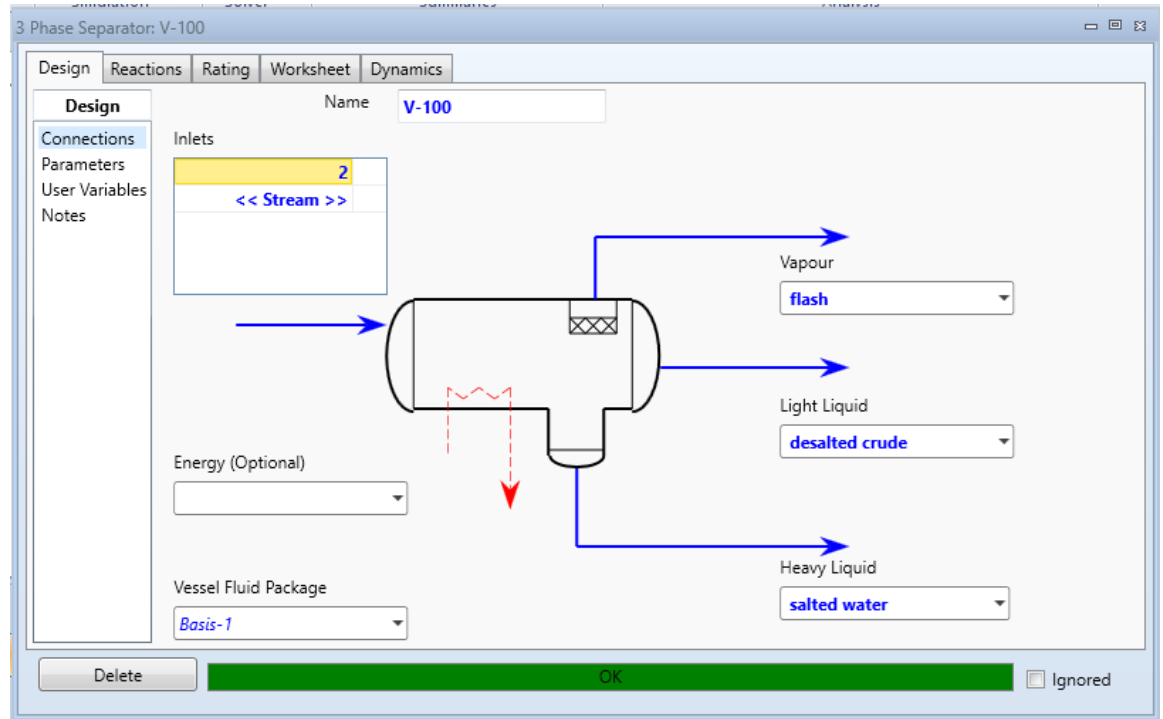 3 Phase Separator: V-100
Design Reactions Rating Worksheet Dynamics
Design
Connections
Parameters
User Variables
Notes
Name V-100
Inlets
2
<< Stream >>
Vapour
flash
Light Liquid
desalted crude
Energy (Optional)
Heavy Liquid
salted water
Vessel Fluid Package
Basis-1
Delete
OK
Ignored